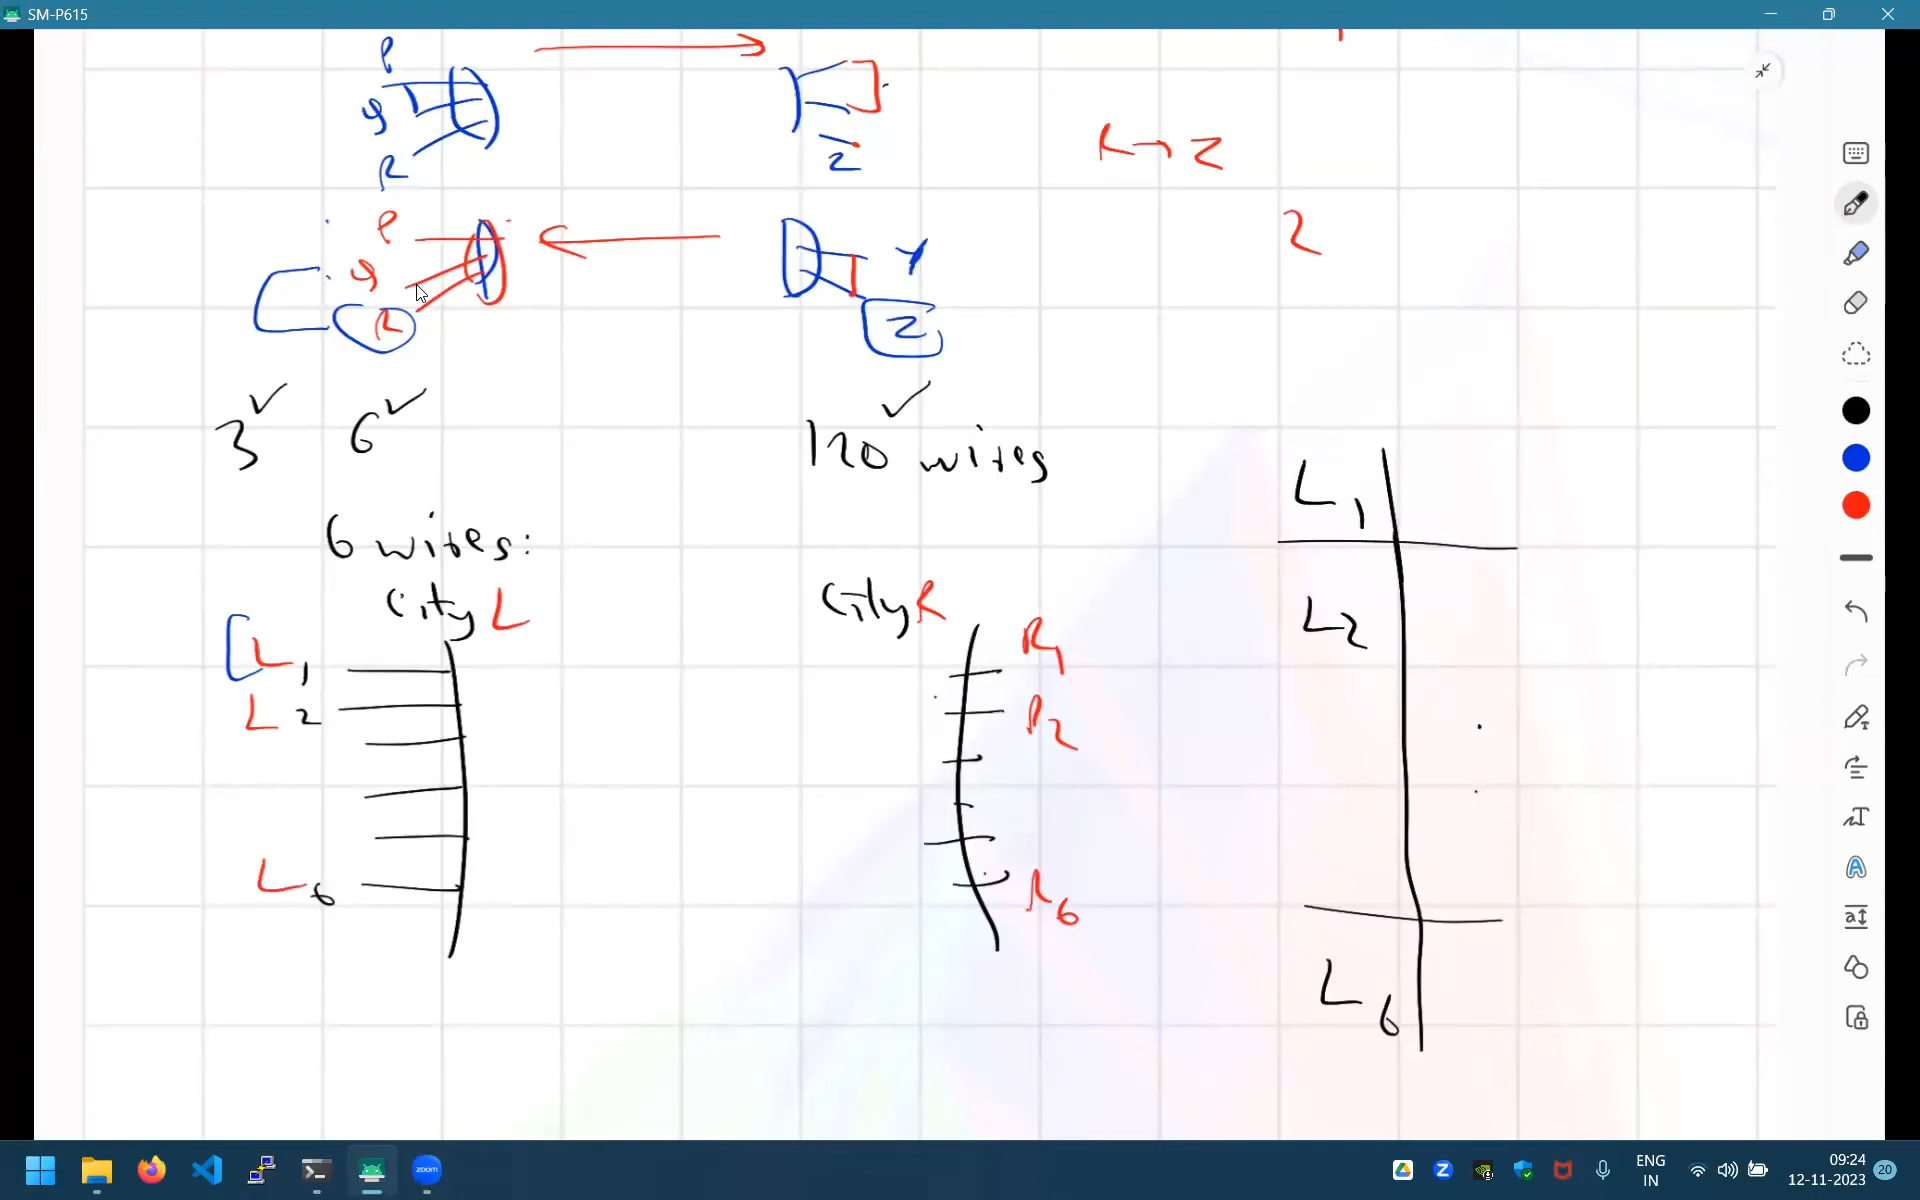 SM-P615
P
Q
R
Z
R → Z
P
Q
R
Y
Z
2
3 6
120 wires
6 wires:
City L
City R
L1
L2
L6
R1
R2
R6
L1
L2
L6
zoom
ENG
IN
09:24
12-11-2023
20